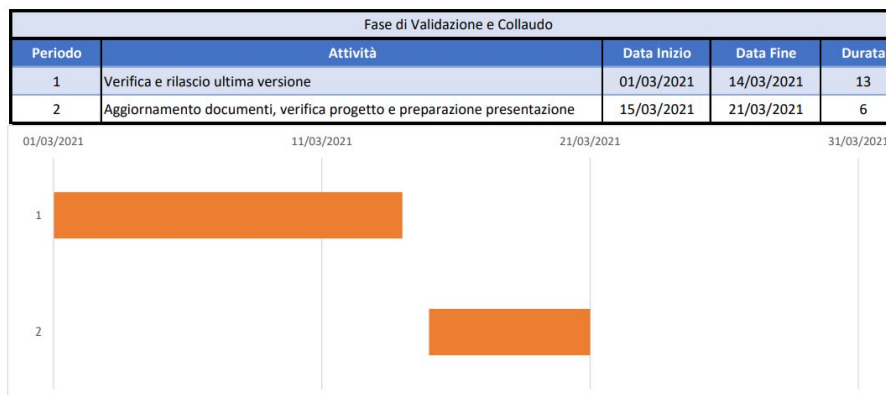 Fase di Validazione e Collaudo
Periodo Attività Data Inizio Data Fine Durata
1 Verifica e rilascio ultima versione 01/03/2021 14/03/2021 13
2 Aggiornamento documenti, verifica progetto e preparazione presentazione 15/03/2021 21/03/2021 6
01/03/2021 11/03/2021 21/03/2021 31/03/2021
1
2